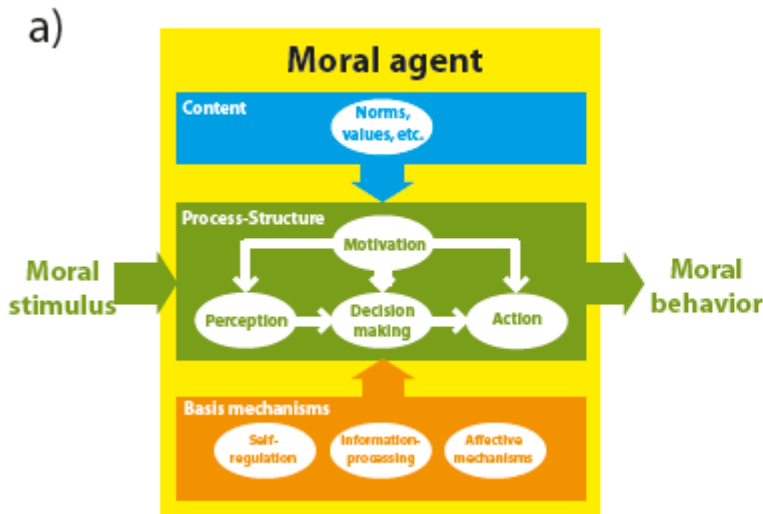 a)
Moral agent
Content
Norms,
values, etc.
Process-Structure
Motivation
Moral
stimulus
Perception
Decision
making
Action
Moral
behavior
Basis mechanisms
Self-
regulation
Information-
processing
Affective
mechanisms